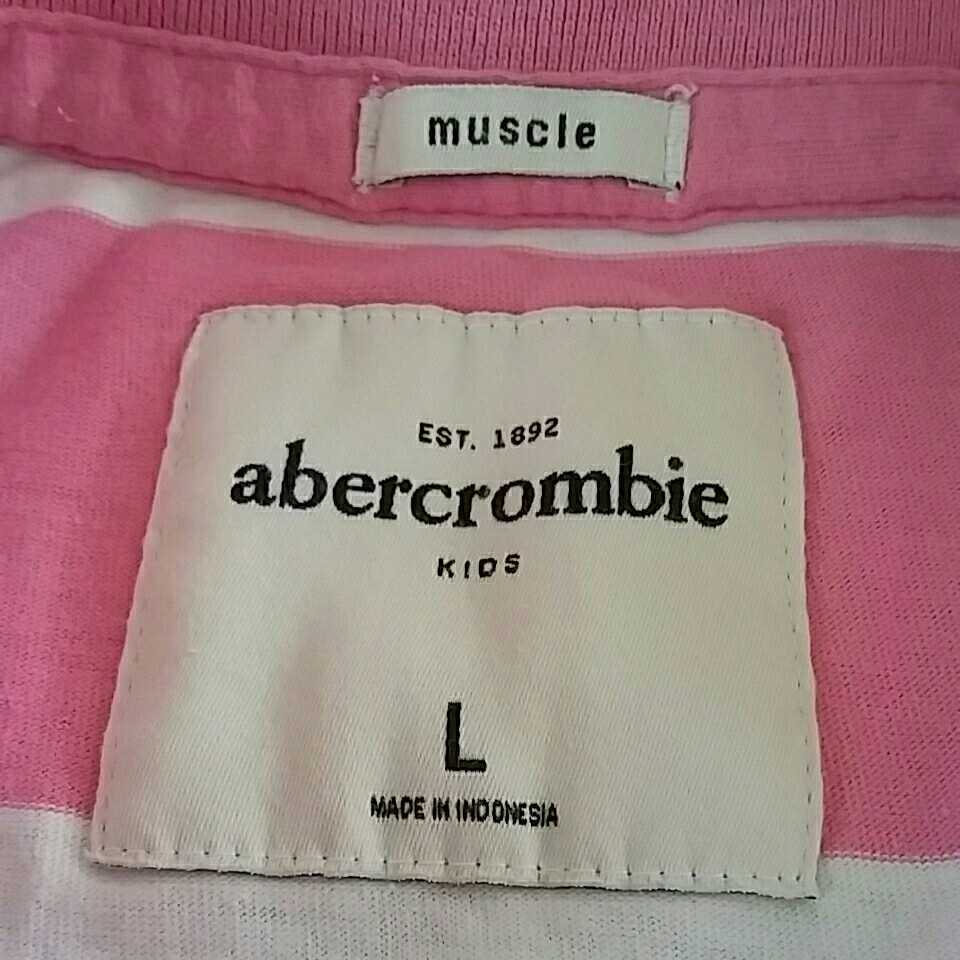 muscle
EST. 1892
abercrombie
KIDS
L
MADE IN INDONESIA